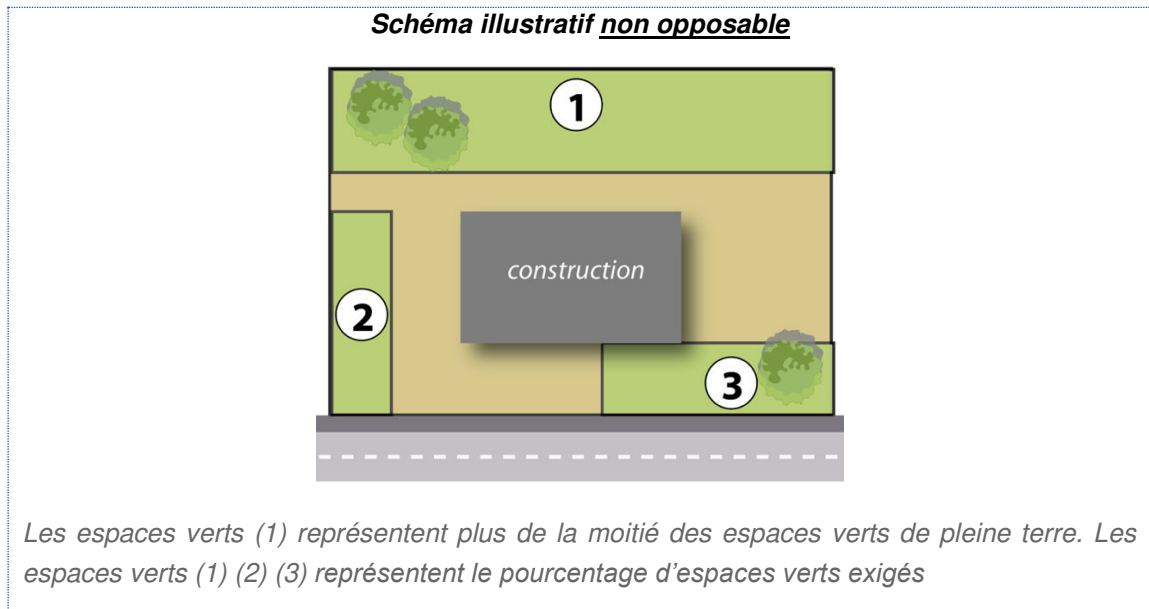 Schéma illustratif non opposable
1
construction
2
3
Les espaces verts (1) représentent plus de la moitié des espaces verts de pleine terre. Les
espaces verts (1) (2) (3) représentent le pourcentage d'espaces verts exigés